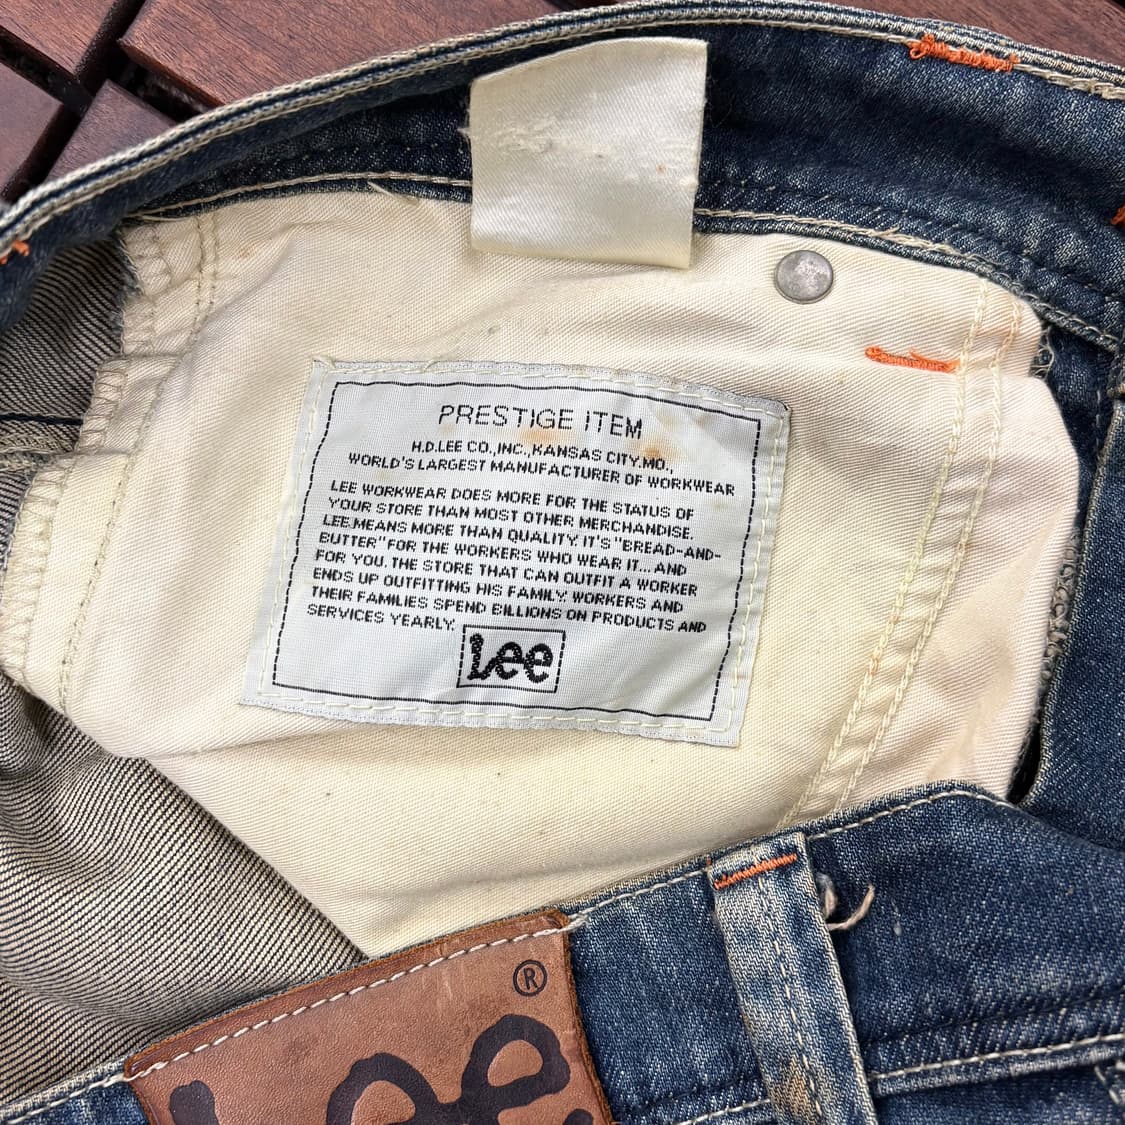 PRESTIGE ITEM
H.D.LEE CO.,INC.,KANSAS CITY.MO.,
WORLD'S LARGEST MANUFACTURER OF WORKWEAR
LEE WORKWEAR DOES MORE FOR THE STATUS OF
YOUR STORE THAN MOST OTHER MERCHANDISE.
LEE.MEANS MORE THAN QUALITY. IT'S "BREAD-AND-
BUTTER" FOR THE WORKERS WHO WEAR IT... AND
FOR YOU. THE STORE THAT CAN OUTFIT A WORKER
ENDS UP OUTFITTING HIS FAMILY. WORKERS AND
THEIR FAMILIES SPEND BILLIONS ON PRODUCTS AND
SERVICES YEARLY.
Lee
®
Lee